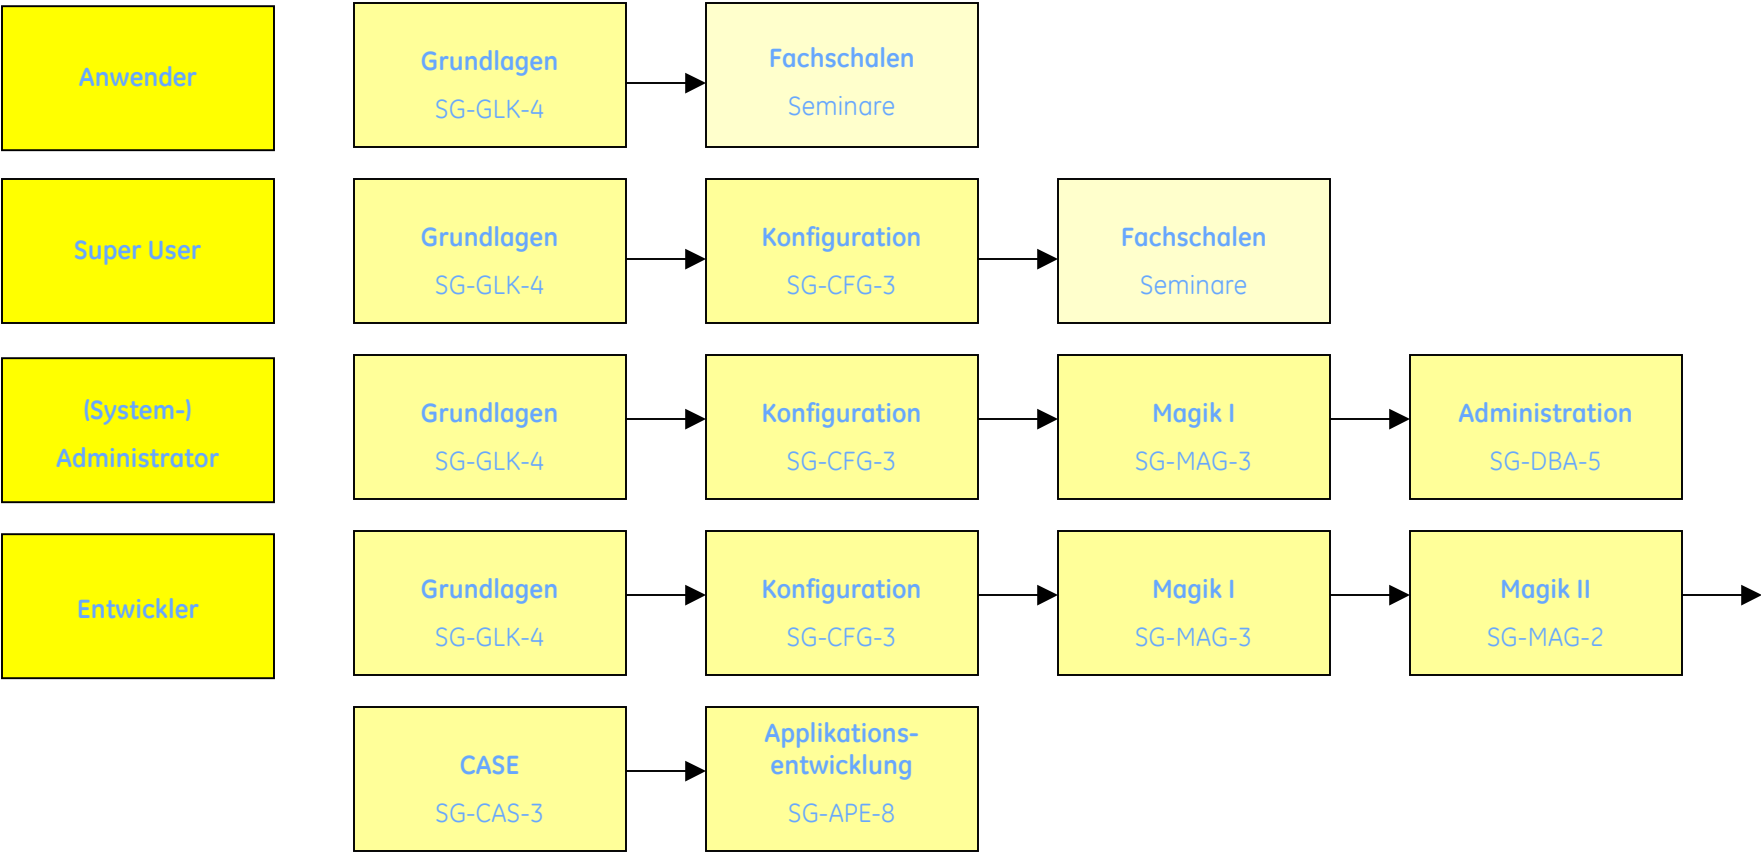 Anwender
Grundlagen
SG-GLK-4
Fachschalen
Seminare
Super User
Grundlagen
SG-GLK-4
Konfiguration
SG-CFG-3
Fachschalen
Seminare
(System-)
Administrator
Grundlagen
SG-GLK-4
Konfiguration
SG-CFG-3
Magik I
SG-MAG-3
Administration
SG-DBA-5
Entwickler
Grundlagen
SG-GLK-4
Konfiguration
SG-CFG-3
Magik I
SG-MAG-3
Magik II
SG-MAG-2
CASE
SG-CAS-3
Applikations-
entwicklung
SG-APE-8